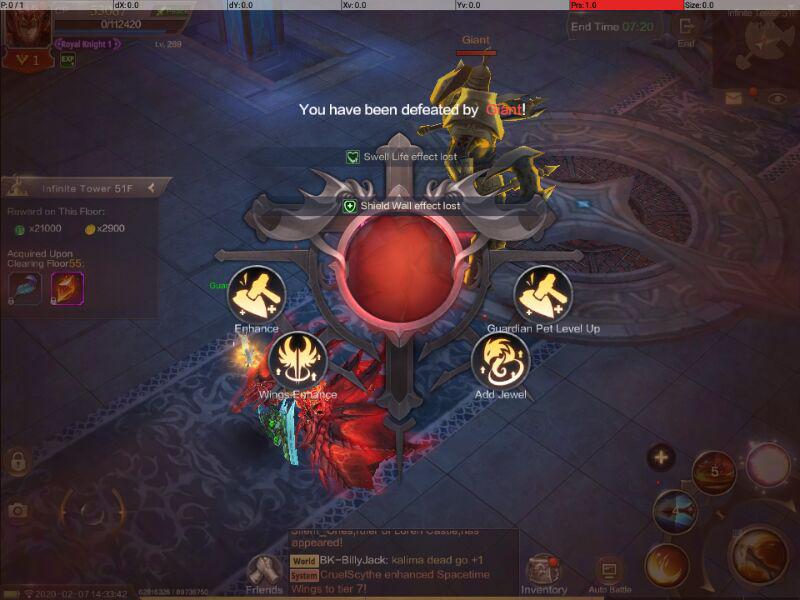 P: 0 / 1
dX: 0.0
dY: 0.0
Xv: 0.0
Yv: 0.0
Prs: 1.0
Size: 0.0
0/112420
Royal Knight 1
Lv. 269
V 1
EXP
Giant
End Time 07:20
End
Infinite Tower 51F
You have been defeated by Giant!
Swell Life effect lost
Shield Wall effect lost
Infinite Tower 51F
Reward on This Floor:
x21000
x2900
Acquired Upon
Clearing Floor55:
Enhance
Guardian Pet Level Up
Wings Enhance
Add Jewel
5
4
appeared!
World BK-BillyJack: kalima dead go +1
System CruelScythe enhanced Spacetime
Wings to tier 7!
Friends
Inventory
Auto Battle
2020-02-07 14:33:42